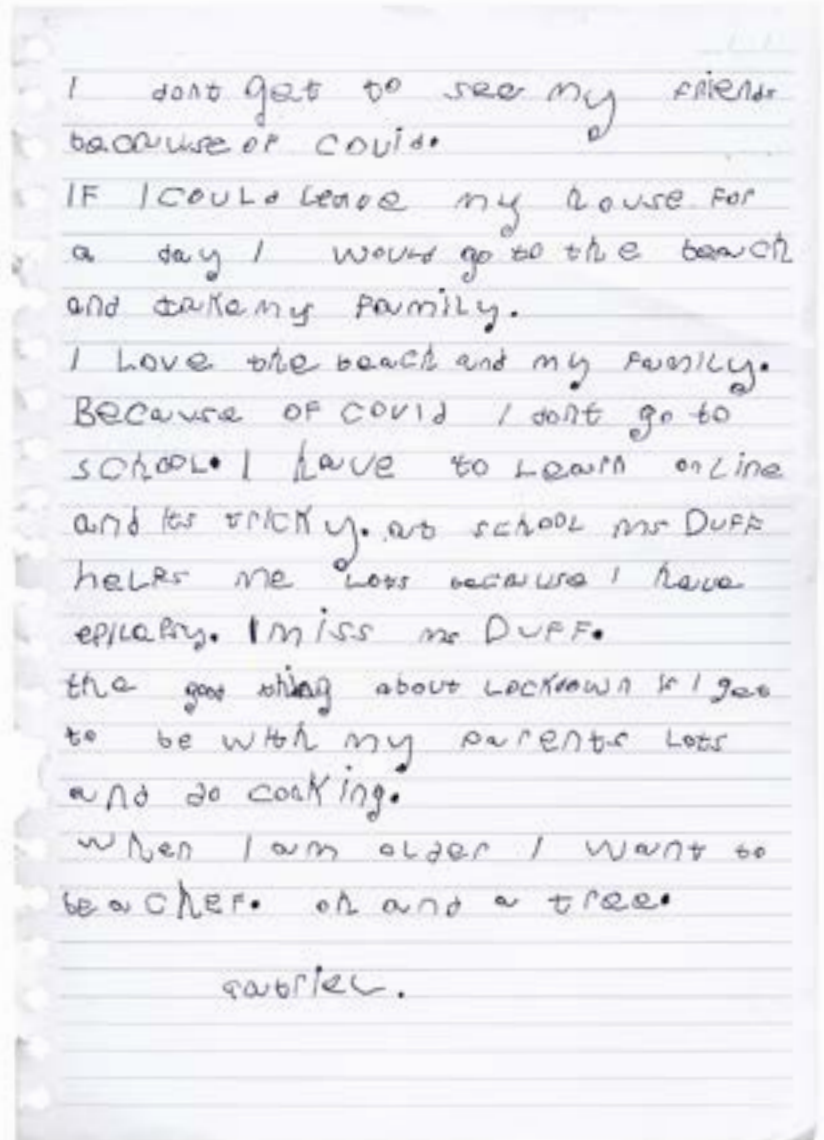 I dont get to see my friends
because of covid.
IF I COULd Leave my house for
a day I would go to the beach
and take my family.
I Love the beach and my family.
Because OF COVId I dont go to
school. I have to Learn onLine
and its tricky. at school mr Duff
heLps me Lots because I have
epiLapsy. I miss mr Duff.
the good thing about Lockdown is I get
to be with my parents Lots
and do cooking.
When I am oLder I want to
be a cher. oh and a tree.
gabrieL.